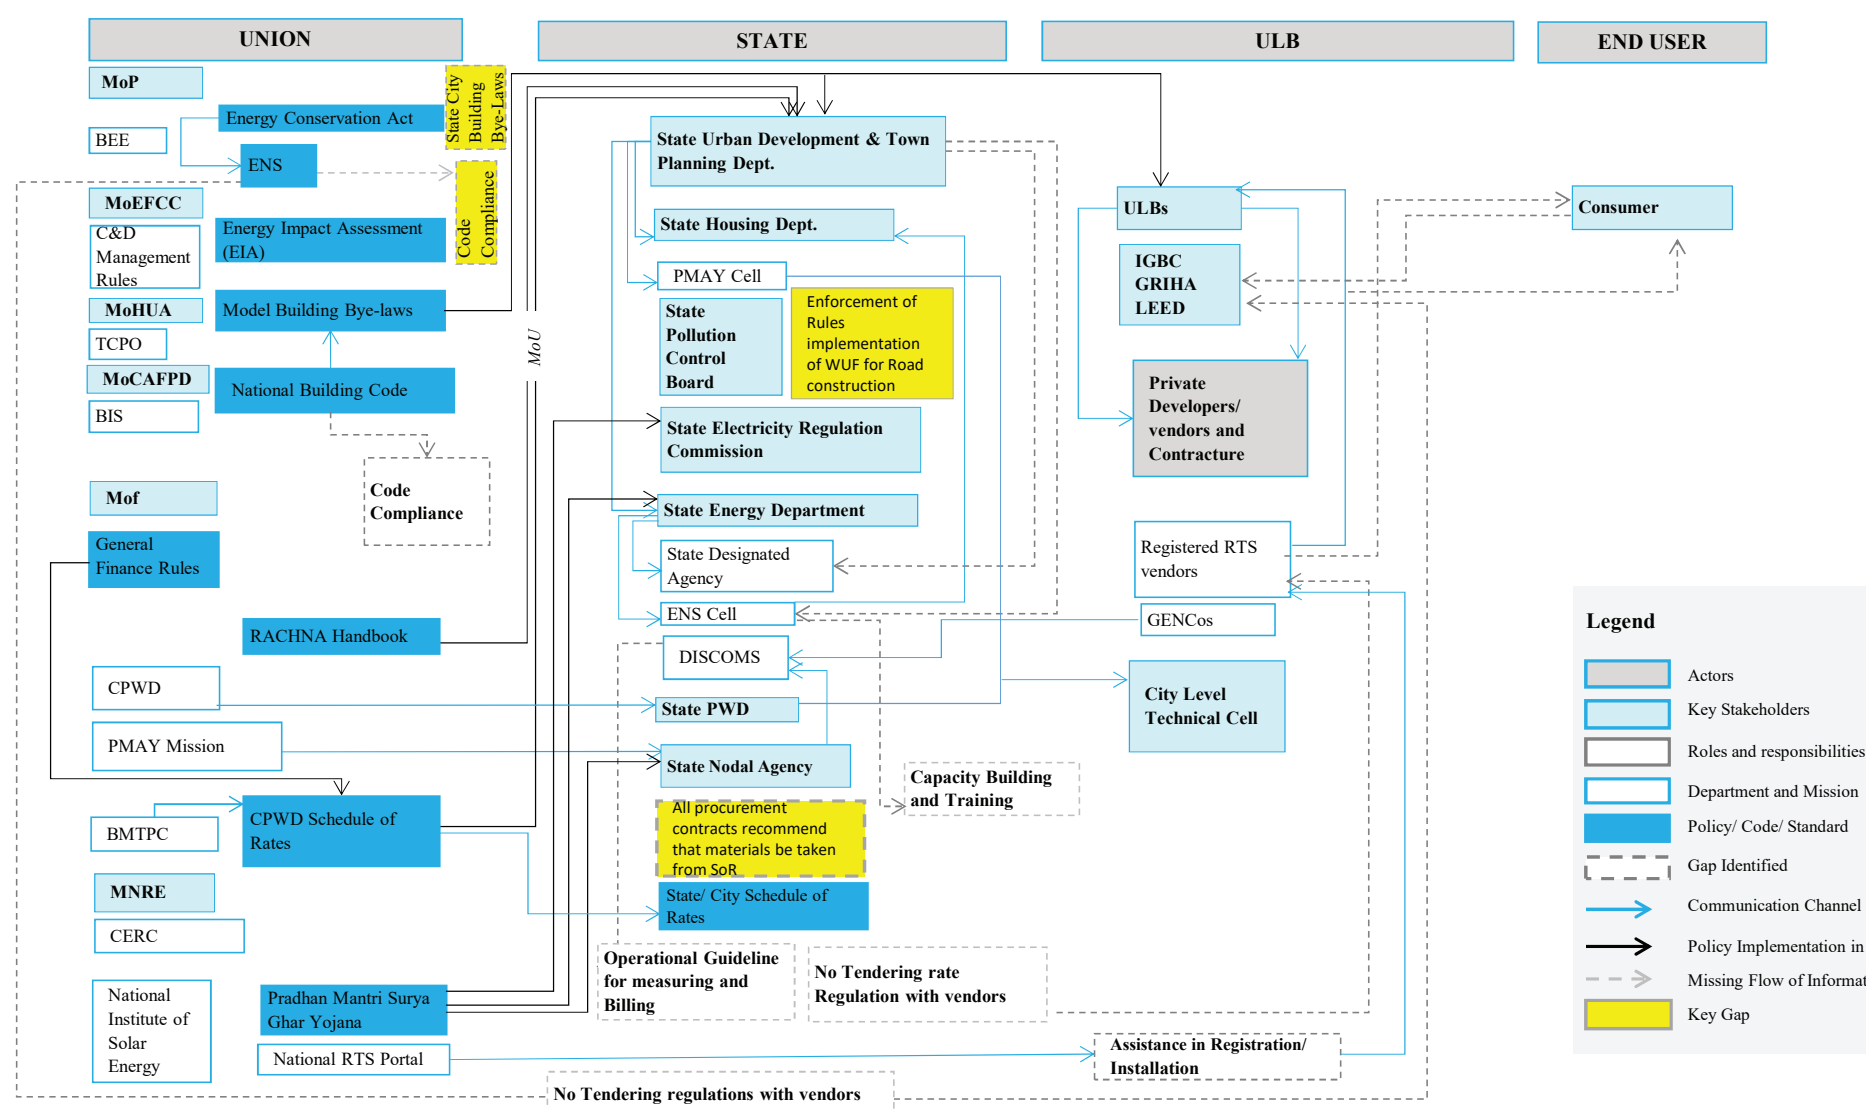 UNION
STATE
ULB
END USER
MoP
Energy Conservation Act
State City
Building
Bye-Laws
BEE
ENS
MoEFCC
C&D
Management
Rules
Energy Impact Assessment
(EIA)
Code
Compliance
MoHUA
Model Building Bye-laws
TCPO
MoCAFPD
National Building Code
BIS
Code
Compliance
Mof
General
Finance Rules
RACHNA Handbook
CPWD
PMAY Mission
BMTPC
CPWD Schedule of
Rates
MNRE
CERC
National
Institute of
Solar
Energy
Pradhan Mantri Surya
Ghar Yojana
National RTS Portal
MoU
State Urban Development & Town
Planning Dept.
State Housing Dept.
PMAY Cell
State
Pollution
Control
Board
Enforcement of
Rules
implementation
of WUF for Road
construction
State Electricity Regulation
Commission
State Energy Department
State Designated
Agency
ENS Cell
DISCOMS
State PWD
State Nodal Agency
Capacity Building
and Training
All procurement
contracts recommend
that materials be taken
from SoR
State/ City Schedule of
Rates
Operational Guideline
for measuring and
Billing
No Tendering rate
Regulation with vendors
No Tendering regulations with vendors
ULBs
IGBC
GRIHA
LEED
Private
Developers/
vendors and
Contracture
Registered RTS
vendors
GENCos
City Level
Technical Cell
Assistance in Registration/
Installation
Consumer
Legend
Actors
Key Stakeholders
Roles and responsibilities
Department and Mission
Policy/ Code/ Standard
Gap Identified
Communication Channel
Policy Implementation in
Missing Flow of Informat
Key Gap